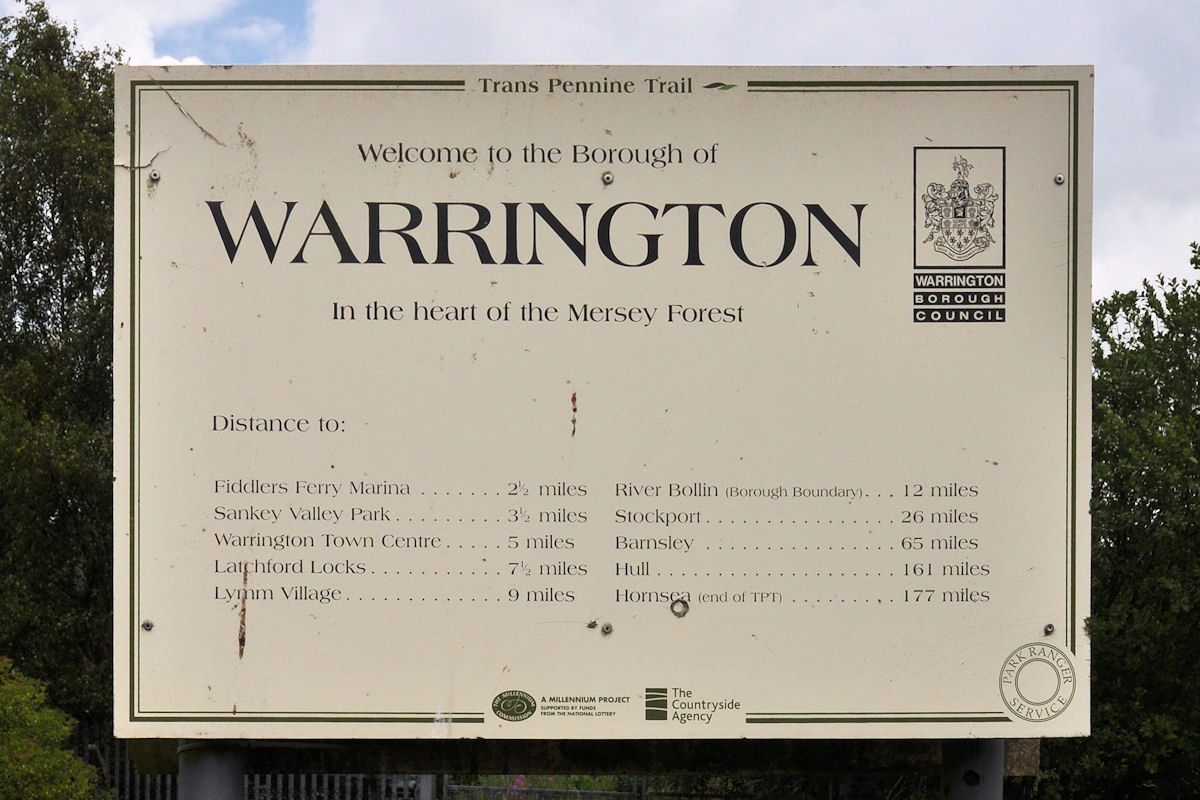 Trans Pennine Trail
Welcome to the Borough of
WARRINGTON
In the heart of the Mersey Forest
WARRINGTON
BOROUGH
COUNCIL
Distance to:
Fiddlers Ferry Marina . . . . . . . 2½ miles
Sankey Valley Park . . . . . . . . . 3½ miles
Warrington Town Centre . . . . . 5 miles
Latchford Locks . . . . . . . . . . . 7½ miles
Lymm Village . . . . . . . . . . . . . 9 miles
River Bollin (Borough Boundary) . . . 12 miles
Stockport . . . . . . . . . . . . . . . . 26 miles
Barnsley . . . . . . . . . . . . . . . . 65 miles
Hull . . . . . . . . . . . . . . . . . . . . 161 miles
Hornsea (end of TPT) . . . . . . . . . 177 miles
THE MILLENNIUM COMMISSION
A MILLENNIUM PROJECT
SUPPORTED BY FUNDS
FROM THE NATIONAL LOTTERY
The
Countryside
Agency
PARK RANGER
SERVICE